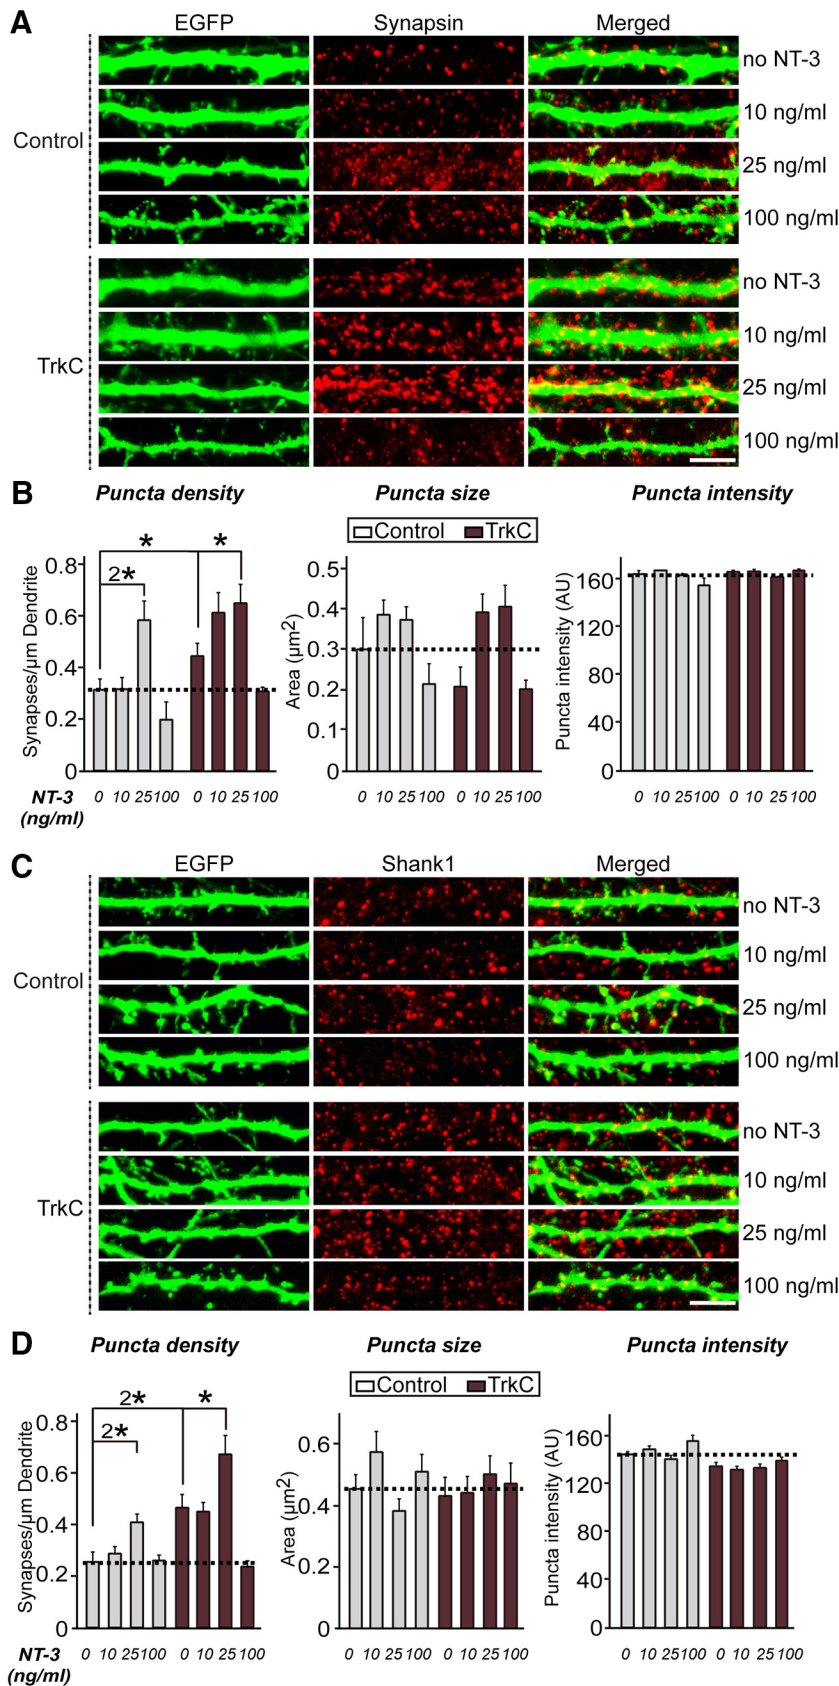 A
EGFP Synapsin Merged
Control
no NT-3
10 ng/ml
25 ng/ml
100 ng/ml
TrkC
no NT-3
10 ng/ml
25 ng/ml
100 ng/ml
B
Puncta density Puncta size Puncta intensity
Control TrkC
Synapses/µm Dendrite
0.8
0.6
0.4
0.2
0
* *
2*
Area (µm2)
0.5
0.4
0.3
0.2
0.1
0
Puncta intensity (AU)
160
120
80
40
0
NT-3 (ng/ml)
0 10 25 100 0 10 25 100
0 10 25 100 0 10 25 100
0 10 25 100 0 10 25 100
C
EGFP Shank1 Merged
Control
no NT-3
10 ng/ml
25 ng/ml
100 ng/ml
TrkC
no NT-3
10 ng/ml
25 ng/ml
100 ng/ml
D
Puncta density Puncta size Puncta intensity
Control TrkC
Synapses/µm Dendrite
0.8
0.6
0.4
0.2
0
2* *
2*
Area (µm2)
0.6
0.4
0.2
0
Puncta intensity (AU)
160
120
80
40
0
NT-3 (ng/ml)
0 10 25 100 0 10 25 100
0 10 25 100 0 10 25 100
0 10 25 100 0 10 25 100